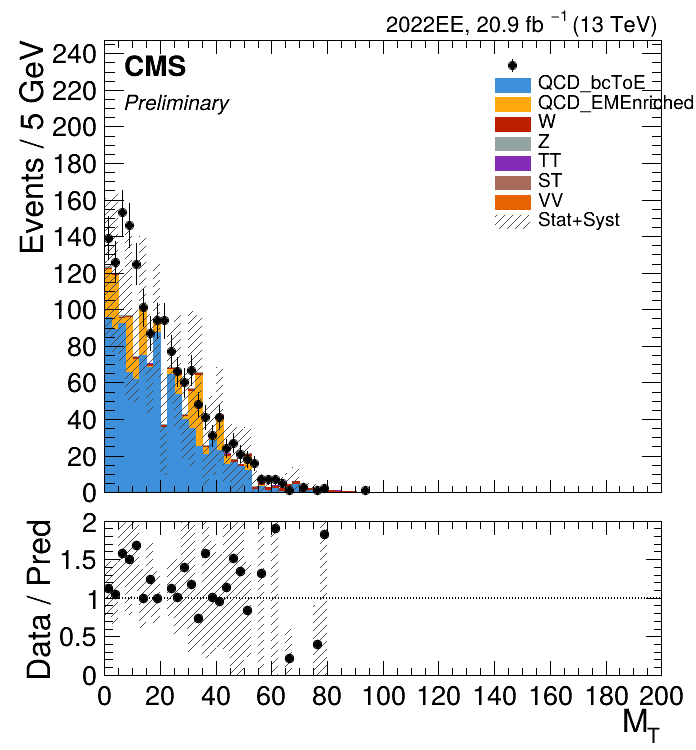 2022EE, 20.9 fb⁻¹ (13 TeV)
CMS
Preliminary
QCD_bcToE
QCD_EMEnriched
W
Z
TT
ST
VV
Stat+Syst
Events / 5 GeV
240
220
200
180
160
140
120
100
80
60
40
20
0
Data / Pred
2
1.5
1
0.5
0
0 20 40 60 80 100 120 140 160 180 200
M_T